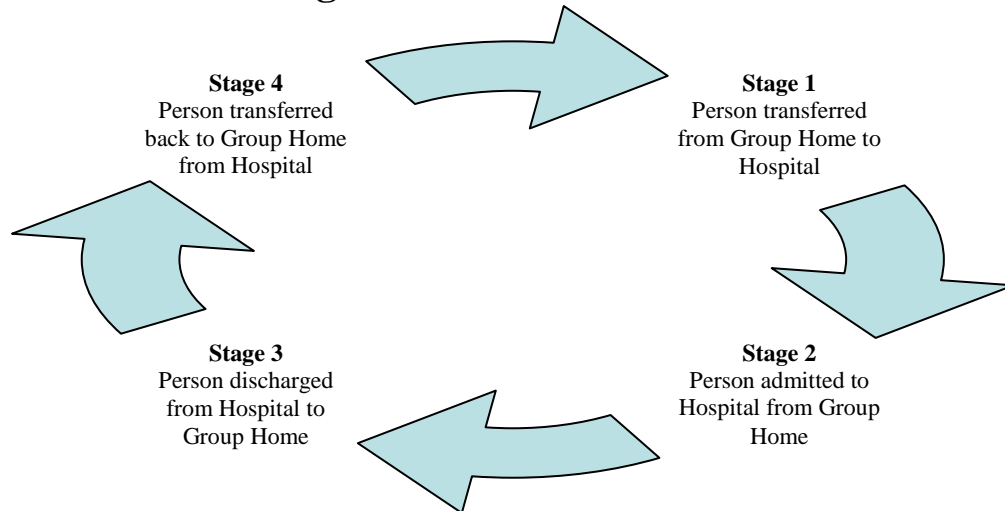 Stage 4
Person transferred
back to Group Home
from Hospital
Stage 1
Person transferred
from Group Home to
Hospital
Stage 3
Person discharged
from Hospital to
Group Home
Stage 2
Person admitted to
Hospital from Group
Home